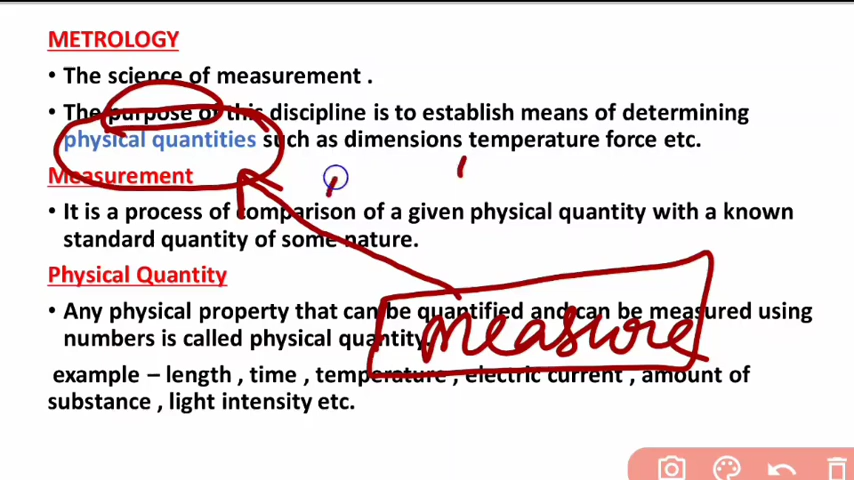 METROLOGY
• The science of measurement .
• The purpose of this discipline is to establish means of determining
physical quantities such as dimensions temperature force etc.
Measurement
• It is a process of comparison of a given physical quantity with a known
standard quantity of some nature.
Physical Quantity
• Any physical property that can be quantified and can be measured using
numbers is called physical quantity.
measure
example – length , time , temperature , electric current , amount of
substance , light intensity etc.